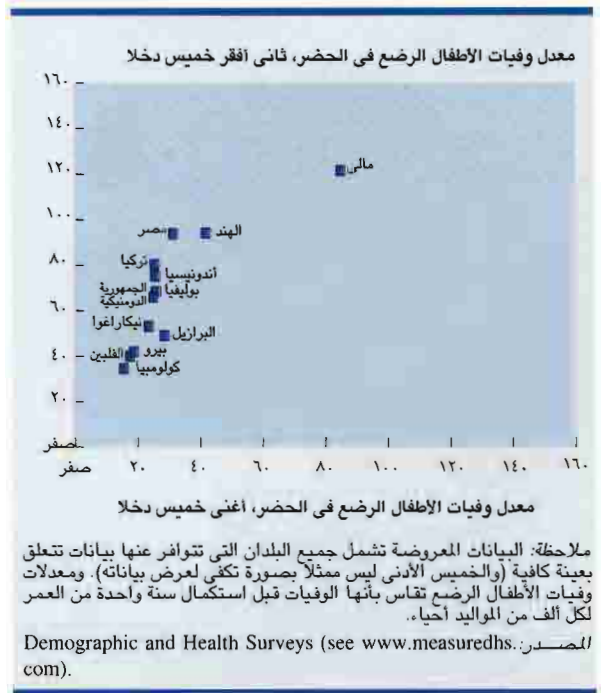 معدل وفيات الأطفال الرضع فى الحضر، ثانى أفقر خميس دخلا
١٦٠
١٤٠
١٢٠
مالى
١٠٠
مصر
الهند
٨٠
تركيا
أندونيسيا
الجمهورية
الدومنيكية
بوليفيا
٦٠
نيكاراغوا
البرازيل
٤٠
الفلبين
بيرو
كولومبيا
٢٠
صفر
صفر ٢٠ ٤٠ ٦٠ ٨٠ ١٠٠ ١٢٠ ١٤٠ ١٦٠
معدل وفيات الأطفال الرضع فى الحضر، أغنى خميس دخلا
ملاحظة: البيانات المعروضة تشمل جميع البلدان التى تتوافر عنها بيانات تتعلق
بعينة كافية (والخميس الأدنى ليس ممثلاً بصورة تكفى لعرض بياناته). ومعدلات
وفيات الأطفال الرضع تقاس بأنها الوفيات قبل استكمال سنة واحدة من العمر
لكل ألف من المواليد أحياء.
المصدر: Demographic and Health Surveys (see www.measuredhs.
com).